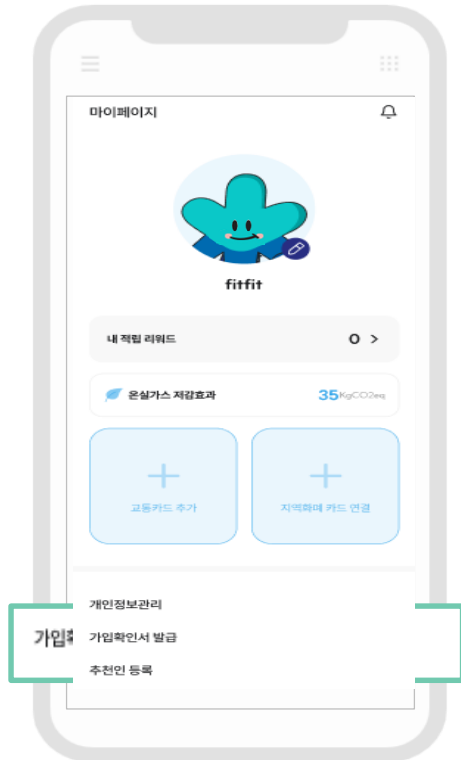 마이페이지
fitfit
내 적립 리워드 0 >
온실가스 저감효과 35KgCO2eq
교통카드 추가 지역화폐 카드 연결
개인정보관리
가입확인서 발급
추천인 등록